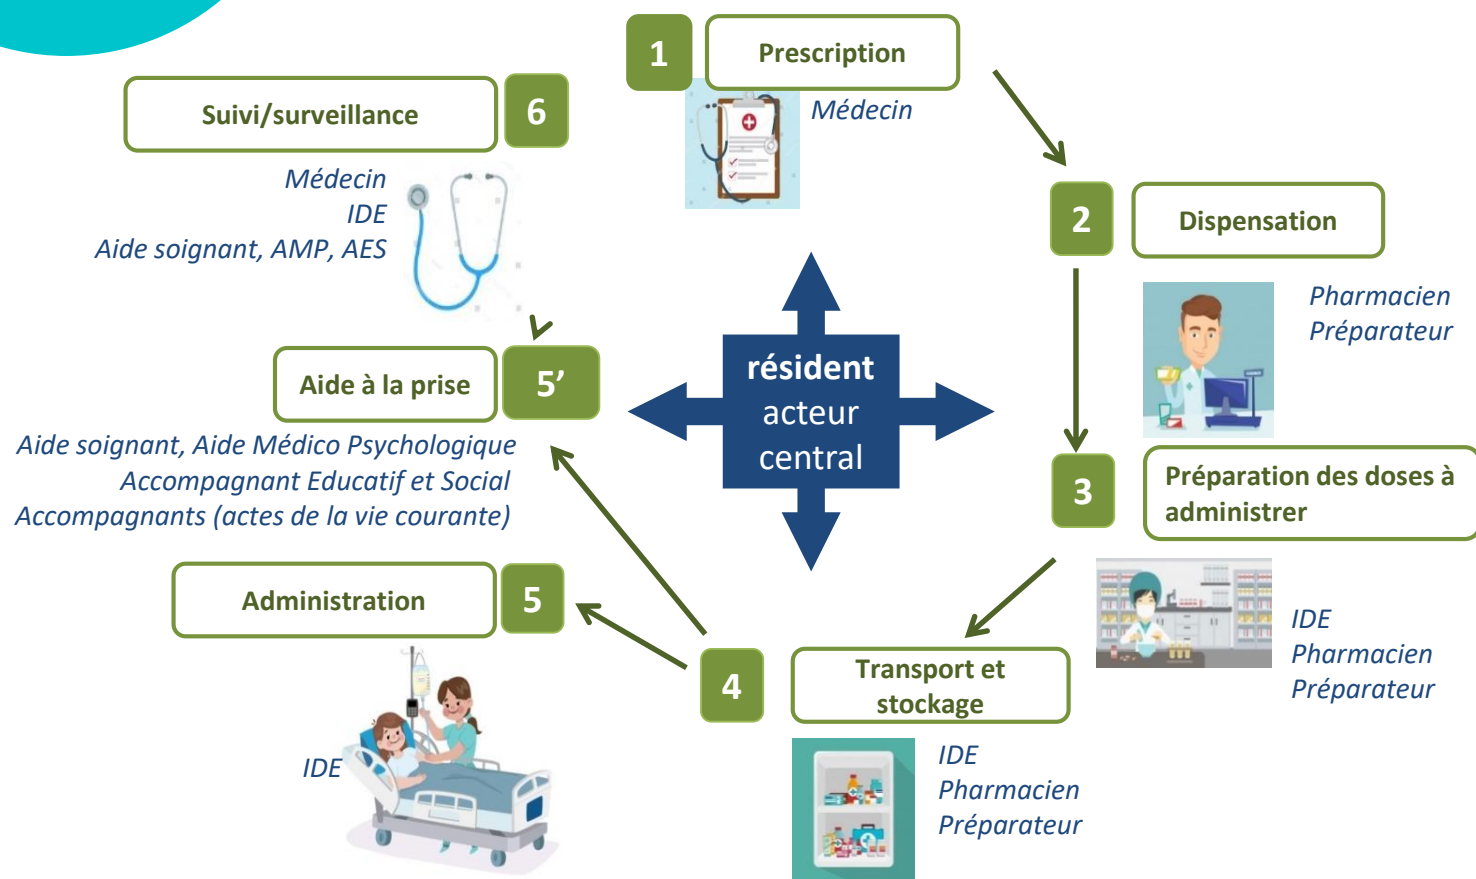 1
Prescription
Médecin
2
Dispensation
Pharmacien
Préparateur
3
Préparation des doses à
administrer
IDE
Pharmacien
Préparateur
4
Transport et
stockage
IDE
Pharmacien
Préparateur
5
Administration
IDE
5’
Aide à la prise
Aide soignant, Aide Médico Psychologique
Accompagnant Educatif et Social
Accompagnants (actes de la vie courante)
6
Suivi/surveillance
Médecin
IDE
Aide soignant, AMP, AES
résident
acteur
central